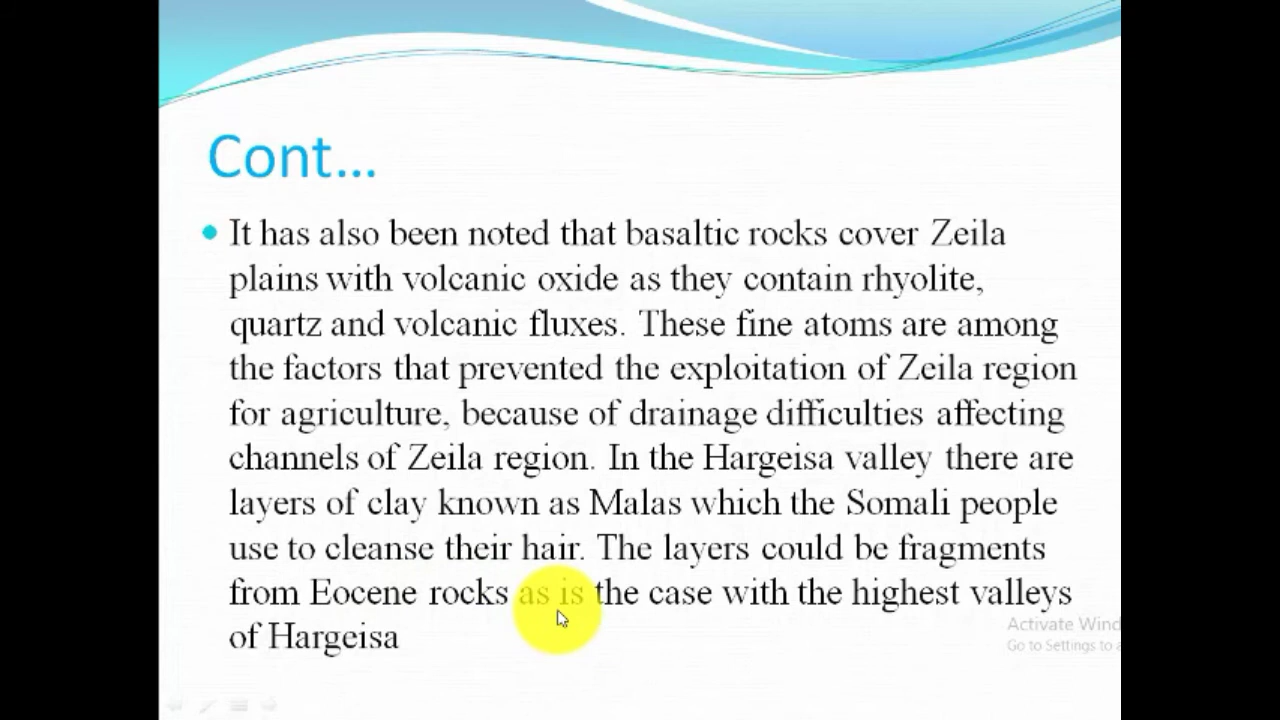 Cont...
• It has also been noted that basaltic rocks cover Zeila
plains with volcanic oxide as they contain rhyolite,
quartz and volcanic fluxes. These fine atoms are among
the factors that prevented the exploitation of Zeila region
for agriculture, because of drainage difficulties affecting
channels of Zeila region. In the Hargeisa valley there are
layers of clay known as Malas which the Somali people
use to cleanse their hair. The layers could be fragments
from Eocene rocks as is the case with the highest valleys
of Hargeisa
Activate Wind
Go to Settings to a